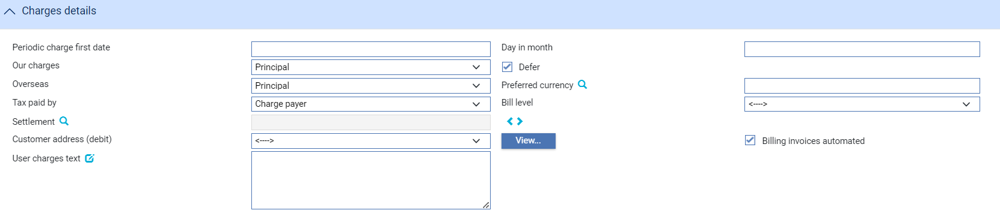 Charges details
Periodic charge first date
Day in month
Our charges
Principal
Defer
Overseas
Principal
Preferred currency
Tax paid by
Charge payer
Bill level
<---->
Settlement
Customer address (debit)
<---->
View...
Billing invoices automated
User charges text